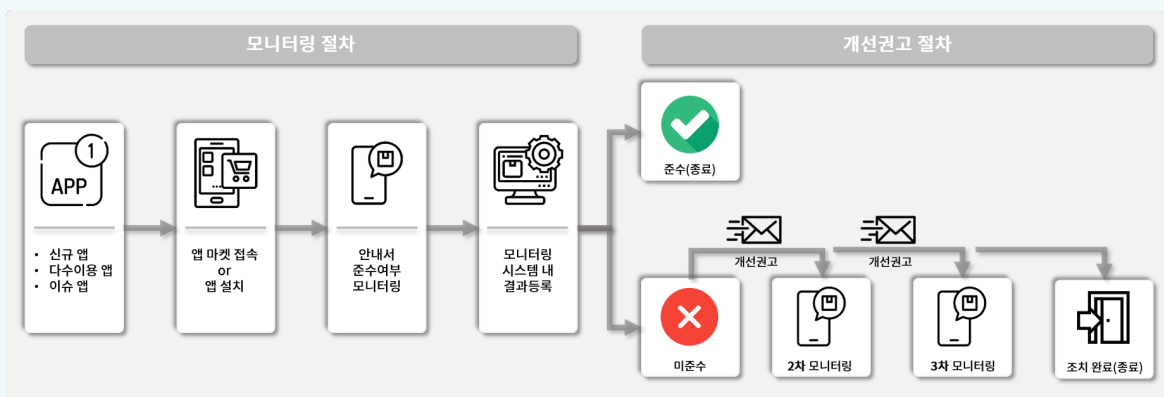 모니터링 절차
개선권고 절차
1
APP
• 신규 앱
• 다수이용 앱
• 이슈 앱
앱 마켓 접속
or
앱 설치
안내서
준수여부
모니터링
모니터링
시스템 내
결과등록
준수(종료)
미준수
개선권고
2차 모니터링
개선권고
3차 모니터링
조치 완료(종료)